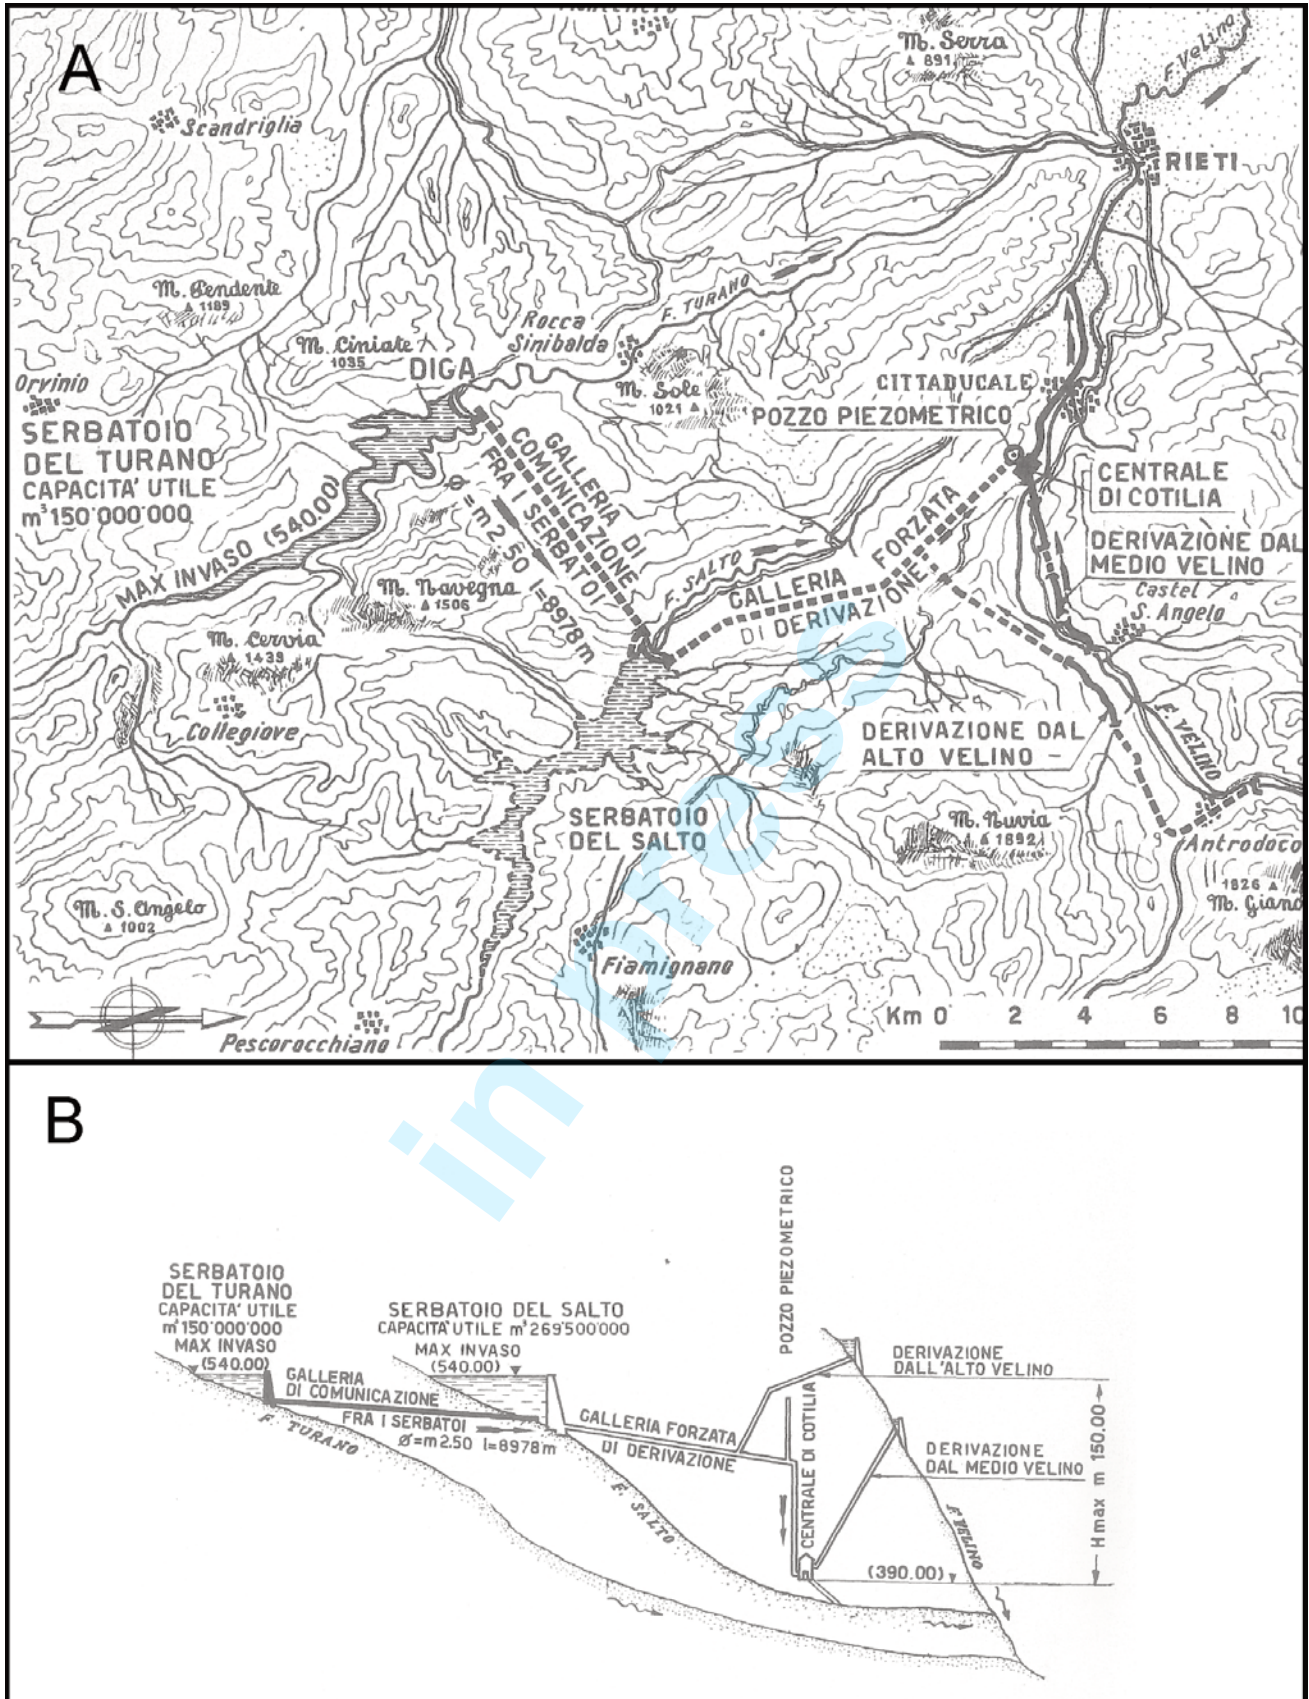 A
M. Serra
891
F. Velino
Scandriglia
RIETI
M. Pendente
1189
F. TURANO
Rocca
Sinibalda
M. Ciniate
1035
DIGA
Orvinio
M. Sole
1021
CITTADUCALE
POZZO PIEZOMETRICO
SERBATOIO
DEL TURANO
CAPACITA' UTILE
m³ 150'000'000
GALLERIA DI
COMUNICAZIONE
FRA I SERBATOI
Ø = m 2.50 l=8978 m
CENTRALE
DI COTILIA
MAX INVASO (540.00)
F. SALTO
GALLERIA FORZATA
DI DERIVAZIONE
DERIVAZIONE DAL
MEDIO VELINO
Castel
S. Angelo
M. Navegna
1506
M. Cervia
1439
Collegiove
DERIVAZIONE DAL
ALTO VELINO
F. VELINO
SERBATOIO
DEL SALTO
M. Nuvia
1892
Antrodoco
1826
M. Giano
M. S. Angelo
1002
Fiamignano
Km 0 2 4 6 8 10
Pescorocchiano
in press
B
POZZO PIEZOMETRICO
SERBATOIO
DEL TURANO
CAPACITA' UTILE
m³ 150'000'000
MAX INVASO
(540.00)
SERBATOIO DEL SALTO
CAPACITA' UTILE m³ 269'500'000
MAX INVASO
(540.00)
GALLERIA
DI COMUNICAZIONE
FRA I SERBATOI
Ø=m 2.50 l=8978 m
F. TURANO
GALLERIA FORZATA
DI DERIVAZIONE
F. SALTO
CENTRALE DI COTILIA
DERIVAZIONE
DALL'ALTO VELINO
DERIVAZIONE
DAL MEDIO VELINO
F. VELINO
H max m 150.00
(390.00)